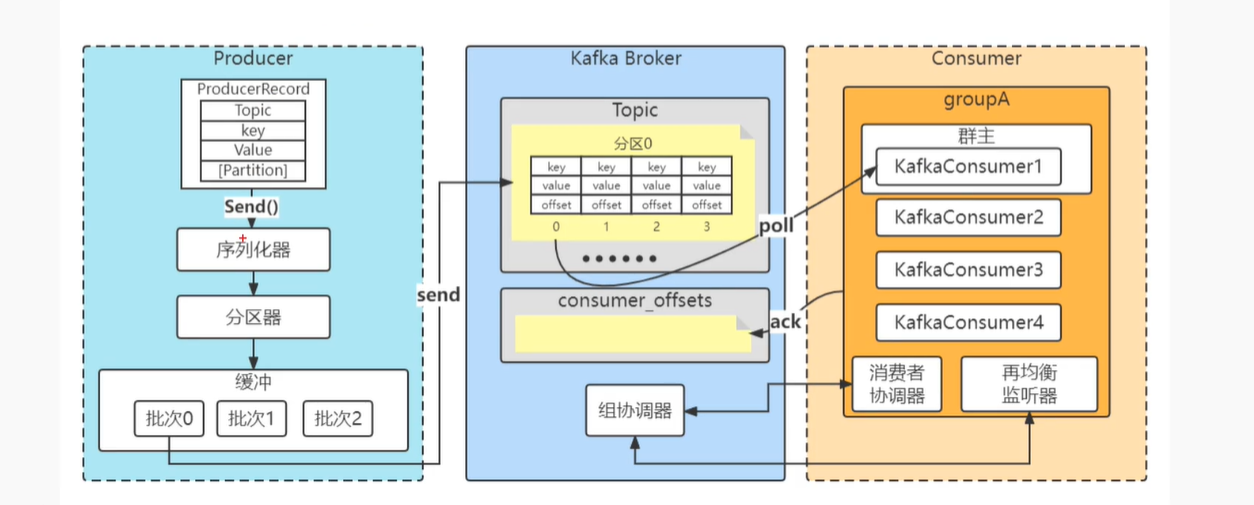 Producer
ProducerRecord
Topic
key
Value
[Partition]
Send()
序列化器
分区器
缓冲
批次0
批次1
批次2
send
Kafka Broker
Topic
分区0
key key key key
value value value value
offset offset offset offset
0 1 2 3
consumer_offsets
组协调器
poll
ack
Consumer
groupA
群主
KafkaConsumer1
KafkaConsumer2
KafkaConsumer3
KafkaConsumer4
消费者
协调器
再均衡
监听器